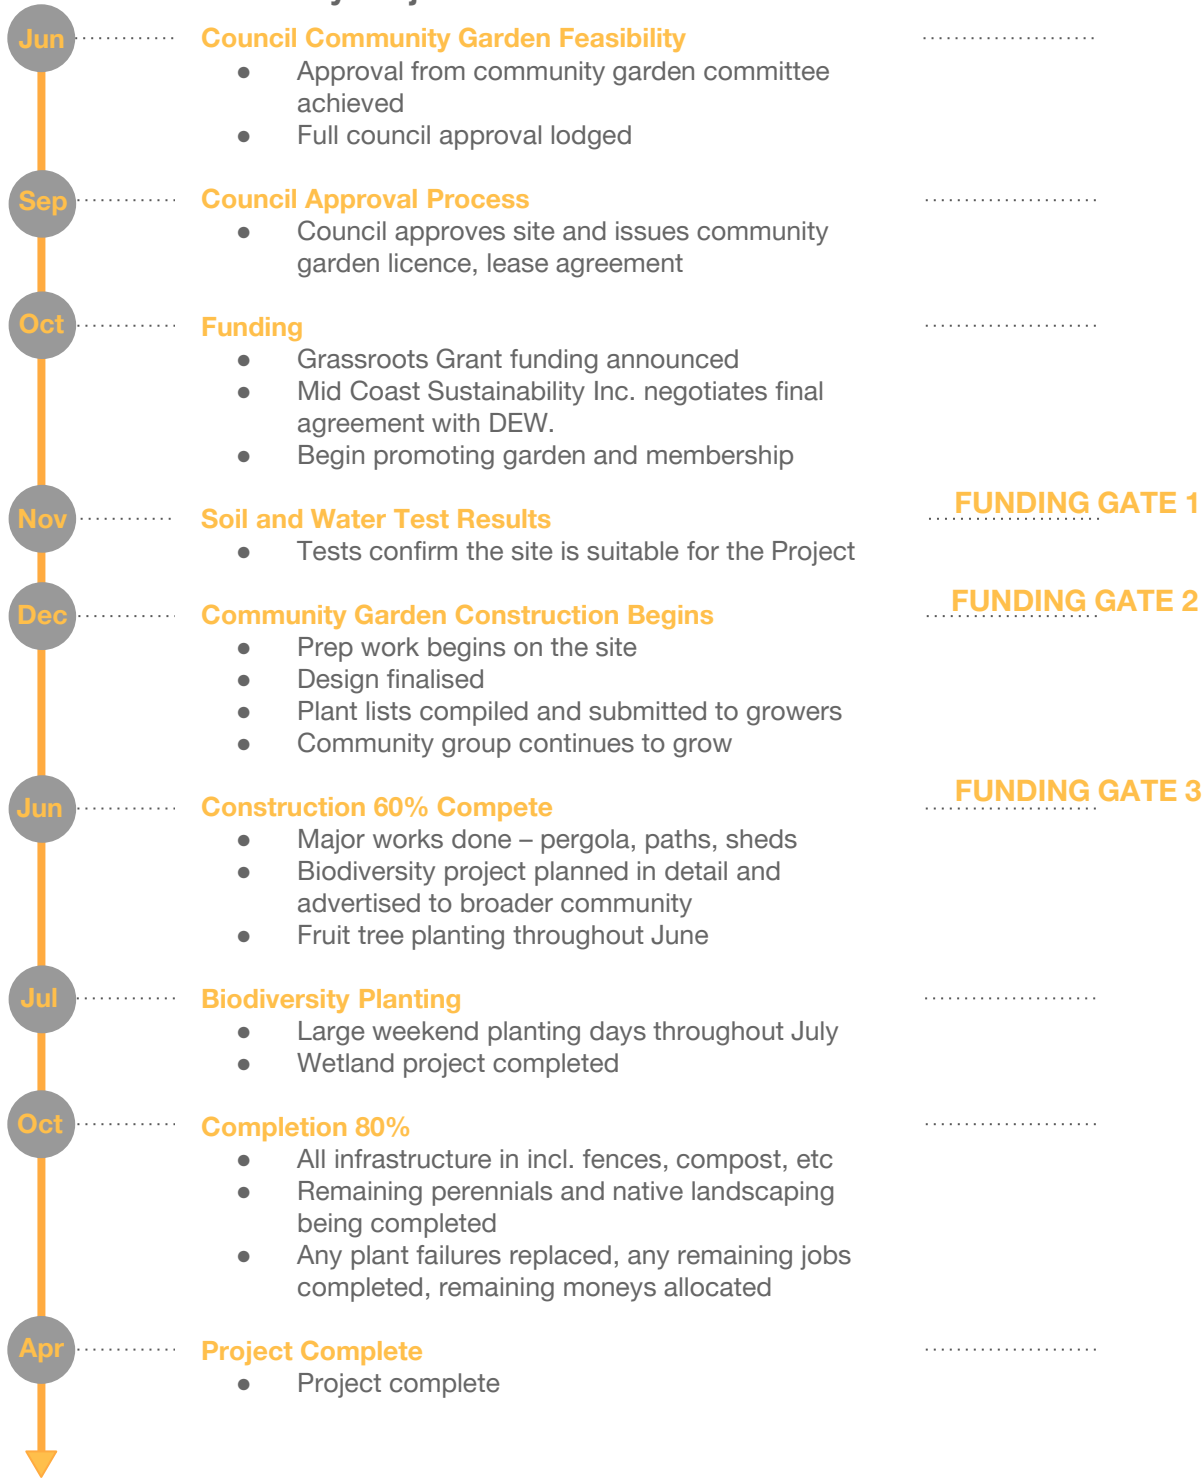 Jun
Council Community Garden Feasibility
● Approval from community garden committee
achieved
● Full council approval lodged
Sep
Council Approval Process
● Council approves site and issues community
garden licence, lease agreement
Oct
Funding
● Grassroots Grant funding announced
● Mid Coast Sustainability Inc. negotiates final
agreement with DEW.
● Begin promoting garden and membership
Nov
Soil and Water Test Results
FUNDING GATE 1
● Tests confirm the site is suitable for the Project
Dec
Community Garden Construction Begins
FUNDING GATE 2
● Prep work begins on the site
● Design finalised
● Plant lists compiled and submitted to growers
● Community group continues to grow
Jun
Construction 60% Compete
FUNDING GATE 3
● Major works done – pergola, paths, sheds
● Biodiversity project planned in detail and
advertised to broader community
● Fruit tree planting throughout June
Jul
Biodiversity Planting
● Large weekend planting days throughout July
● Wetland project completed
Oct
Completion 80%
● All infrastructure in incl. fences, compost, etc
● Remaining perennials and native landscaping
being completed
● Any plant failures replaced, any remaining jobs
completed, remaining moneys allocated
Apr
Project Complete
● Project complete